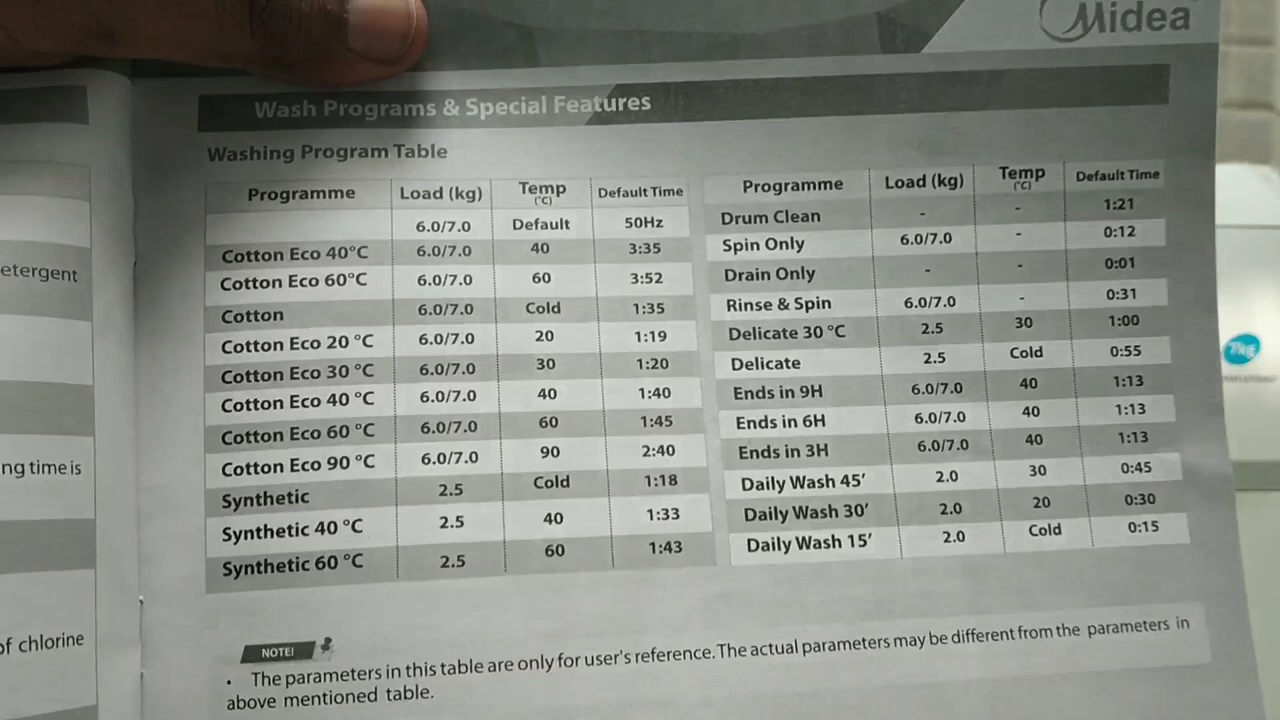 Midea
Wash Programs & Special Features
Washing Program Table
Programme Load (kg) Temp (°C) Default Time
6.0/7.0 Default 50Hz
Cotton Eco 40°C 6.0/7.0 40 3:35
Cotton Eco 60°C 6.0/7.0 60 3:52
Cotton 6.0/7.0 Cold 1:35
Cotton Eco 20 °C 6.0/7.0 20 1:19
Cotton Eco 30 °C 6.0/7.0 30 1:20
Cotton Eco 40 °C 6.0/7.0 40 1:40
Cotton Eco 60 °C 6.0/7.0 60 1:45
Cotton Eco 90 °C 6.0/7.0 90 2:40
Synthetic 2.5 Cold 1:18
Synthetic 40 °C 2.5 40 1:33
Synthetic 60 °C 2.5 60 1:43
Programme Load (kg) Temp (°C) Default Time
Drum Clean - - 1:21
Spin Only 6.0/7.0 - 0:12
Drain Only - - 0:01
Rinse & Spin 6.0/7.0 - 0:31
Delicate 30 °C 2.5 30 1:00
Delicate 2.5 Cold 0:55
Ends in 9H 6.0/7.0 40 1:13
Ends in 6H 6.0/7.0 40 1:13
Ends in 3H 6.0/7.0 40 1:13
Daily Wash 45′ 2.0 30 0:45
Daily Wash 30′ 2.0 20 0:30
Daily Wash 15′ 2.0 Cold 0:15
NOTE!
• The parameters in this table are only for user's reference. The actual parameters may be different from the parameters in
above mentioned table.
etergent
ng time is
of chlorine
7kg